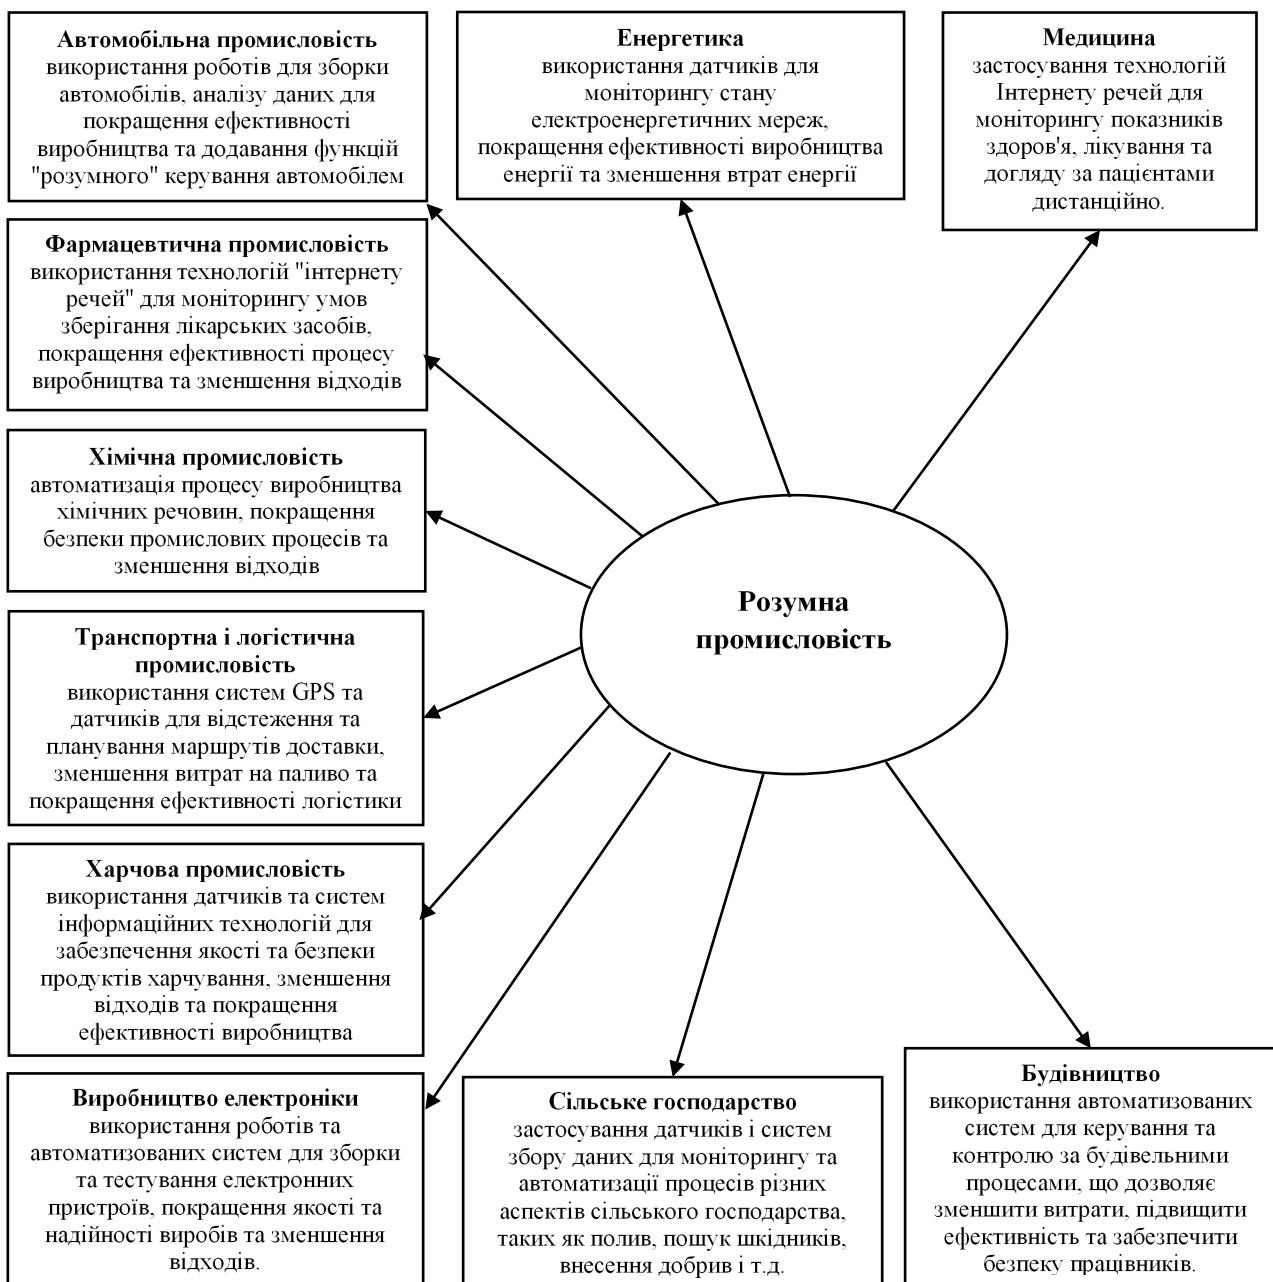 Автомобільна промисловість
використання роботів для зборки
автомобілів, аналізу даних для
покращення ефективності
виробництва та додавання функцій
"розумного" керування автомобілем
Енергетика
використання датчиків для
моніторингу стану
електроенергетичних мереж,
покращення ефективності виробництва
енергії та зменшення втрат енергії
Медицина
застосування технологій
Інтернету речей для
моніторингу показників
здоров'я, лікування та
догляду за пацієнтами
дистанційно.
Фармацевтична промисловість
використання технологій "інтернету
речей" для моніторингу умов
зберігання лікарських засобів,
покращення ефективності процесу
виробництва та зменшення відходів
Хімічна промисловість
автоматизація процесу виробництва
хімічних речовин, покращення
безпеки промислових процесів та
зменшення відходів
Розумна
промисловість
Транспортна і логістична
промисловість
використання систем GPS та
датчиків для відстеження та
планування маршрутів доставки,
зменшення витрат на паливо та
покращення ефективності логістики
Харчова промисловість
використання датчиків та систем
інформаційних технологій для
забезпечення якості та безпеки
продуктів харчування, зменшення
відходів та покращення
ефективності виробництва
Виробництво електроніки
використання роботів та
автоматизованих систем для зборки
та тестування електронних
пристроїв, покращення якості та
надійності виробів та зменшення
відходів.
Сільське господарство
застосування датчиків і систем
збору даних для моніторингу та
автоматизації процесів різних
аспектів сільського господарства,
таких як полив, пошук шкідників,
внесення добрив і т.д.
Будівництво
використання автоматизованих
систем для керування та
контролю за будівельними
процесами, що дозволяє
зменшити витрати, підвищити
ефективність та забезпечити
безпеку працівників.